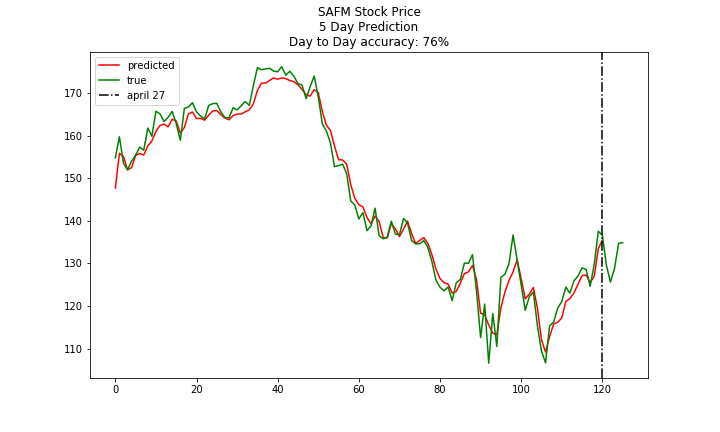 SAFM Stock Price
5 Day Prediction
Day to Day accuracy: 76%
predicted
true
april 27
170
160
150
140
130
120
110
0
20
40
60
80
100
120